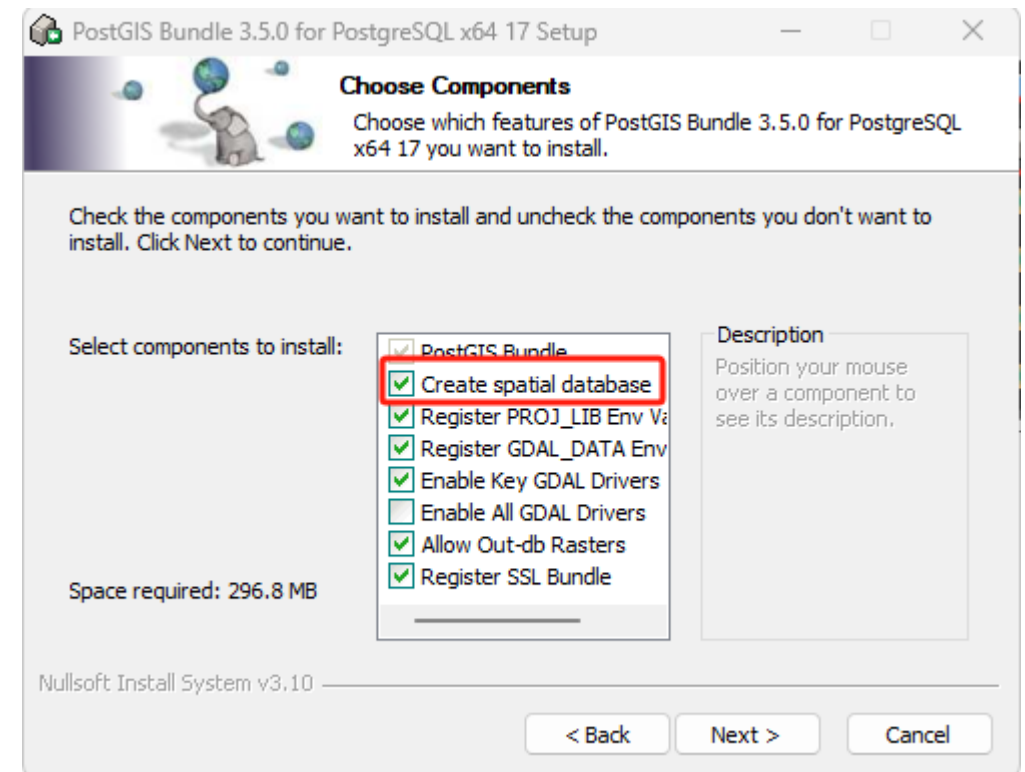 PostGIS Bundle 3.5.0 for PostgreSQL x64 17 Setup
Choose Components
Choose which features of PostGIS Bundle 3.5.0 for PostgreSQL
x64 17 you want to install.
Check the components you want to install and uncheck the components you don't want to
install. Click Next to continue.
Select components to install:
PostGIS Bundle
Create spatial database
Register PROJ_LIB Env Va
Register GDAL_DATA Env
Enable Key GDAL Drivers
Enable All GDAL Drivers
Allow Out-db Rasters
Register SSL Bundle
Description
Position your mouse
over a component to
see its description.
Space required: 296.8 MB
Nullsoft Install System v3.10
< Back
Next >
Cancel